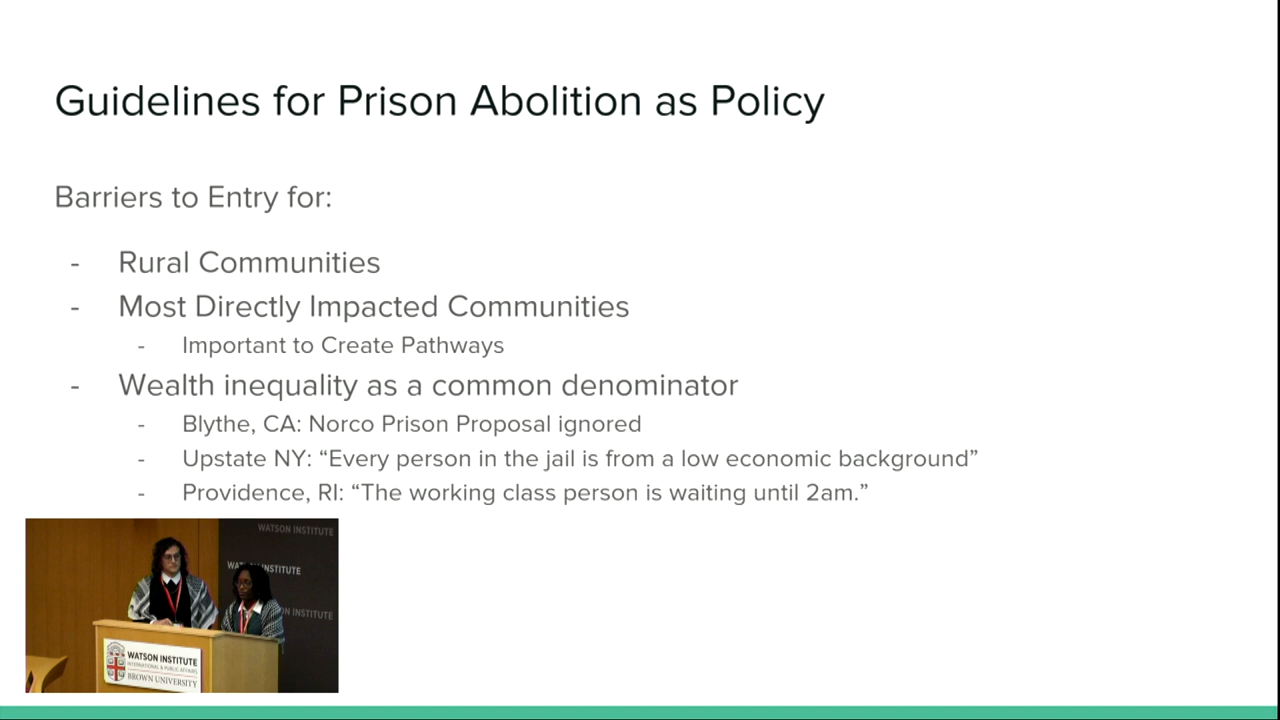 Guidelines for Prison Abolition as Policy
Barriers to Entry for:
- Rural Communities
- Most Directly Impacted Communities
- Important to Create Pathways
- Wealth inequality as a common denominator
- Blythe, CA: Norco Prison Proposal ignored
- Upstate NY: “Every person in the jail is from a low economic background”
- Providence, RI: “The working class person is waiting until 2am.”
WATSON INSTITUTE
INSTITUTE
N INSTITUTE
WATSON INSTITUTE
INTERNATIONAL & PUBLIC AFFAIRS
BROWN UNIVERSITY